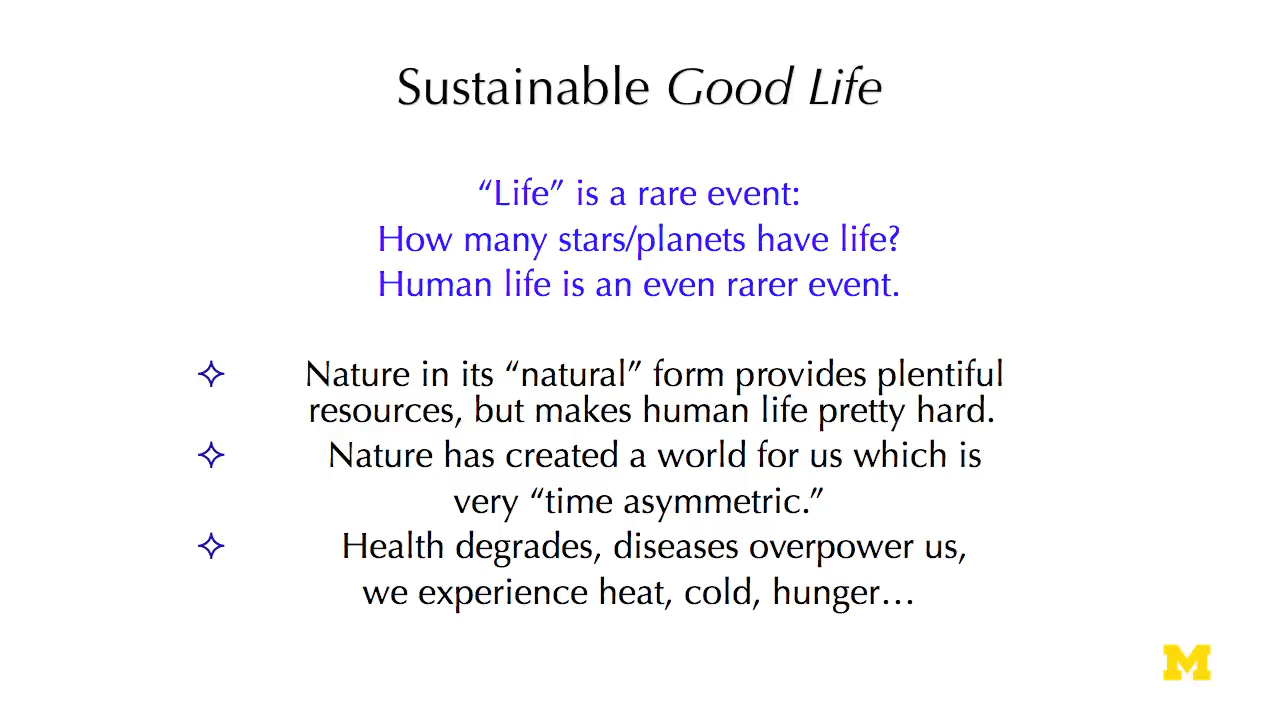 Sustainable Good Life
“Life” is a rare event:
How many stars/planets have life?
Human life is an even rarer event.
Nature in its “natural” form provides plentiful
resources, but makes human life pretty hard.
Nature has created a world for us which is
very “time asymmetric.”
Health degrades, diseases overpower us,
we experience heat, cold, hunger…
M